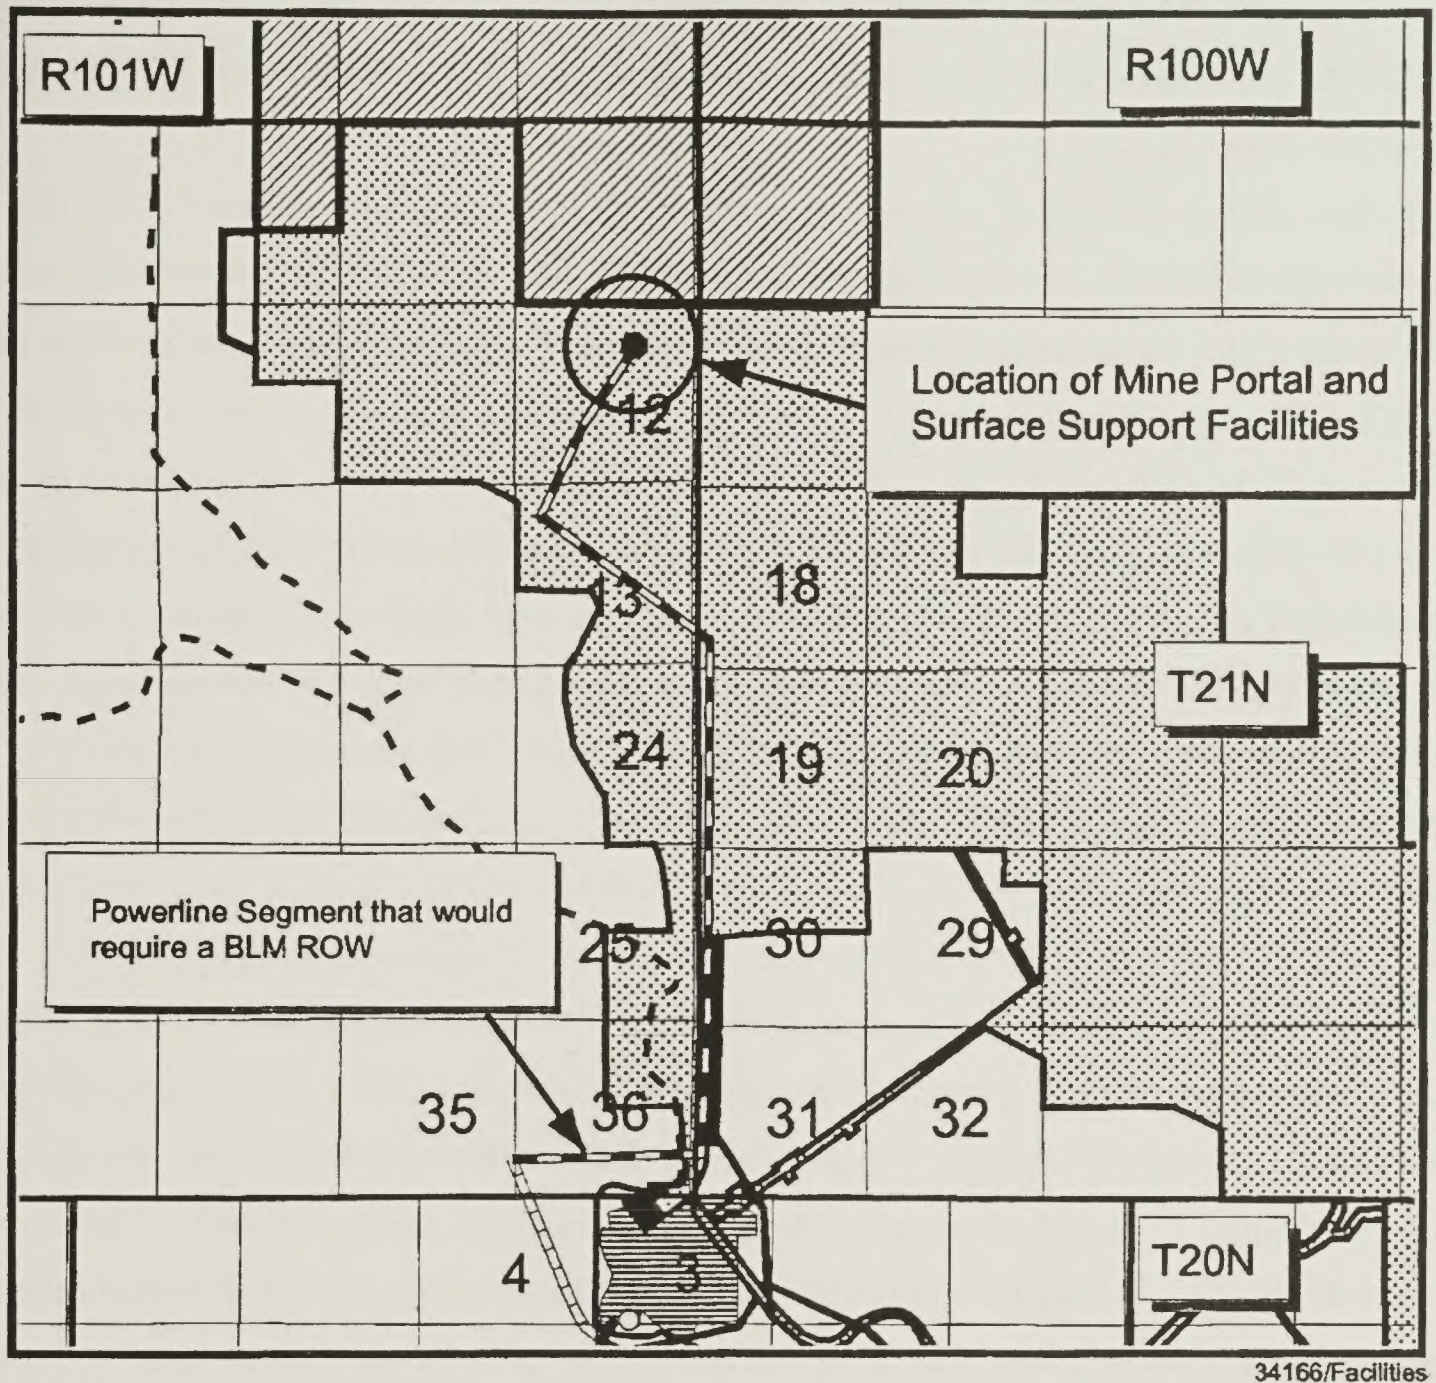 R101W
R100W
Location of Mine Portal and
Surface Support Facilities
12
13
18
T21N
24
19
20
Powerline Segment that would
require a BLM ROW
25
30
29
35
36
31
32
4
3
T20N
34166/Facilities